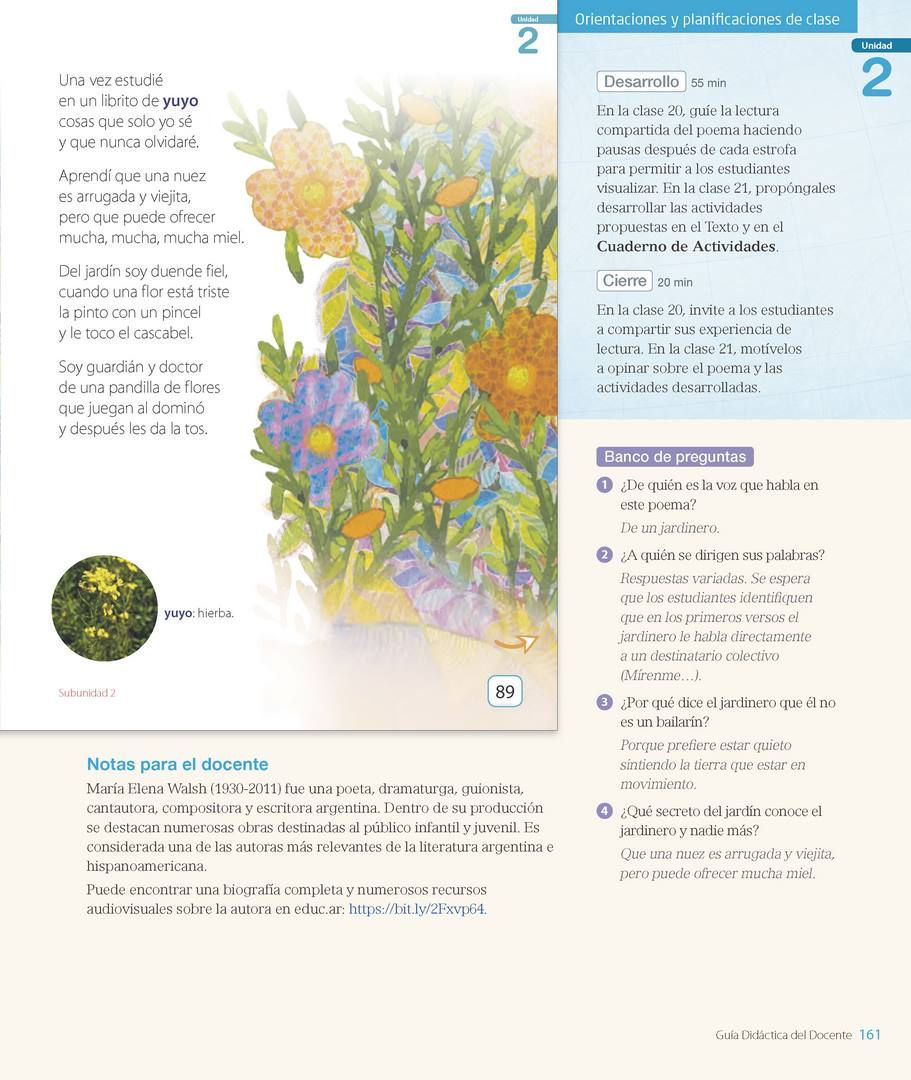 Unidad
2
Una vez estudié
en un librito de yuyo
cosas que solo yo sé
y que nunca olvidaré.
Aprendí que una nuez
es arrugada y viejita,
pero que puede ofrecer
mucha, mucha, mucha miel.
Del jardín soy duende fiel,
cuando una flor está triste
la pinto con un pincel
y le toco el cascabel.
Soy guardián y doctor
de una pandilla de flores
que juegan al dominó
y después les da la tos.
yuyo: hierba.
Subunidad 2
89
Orientaciones y planificaciones de clase
Unidad
2
Desarrollo 55 min
En la clase 20, guíe la lectura
compartida del poema haciendo
pausas después de cada estrofa
para permitir a los estudiantes
visualizar. En la clase 21, propóngales
desarrollar las actividades
propuestas en el Texto y en el
Cuaderno de Actividades.
Cierre 20 min
En la clase 20, invite a los estudiantes
a compartir sus experiencia de
lectura. En la clase 21, motívelos
a opinar sobre el poema y las
actividades desarrolladas.
Banco de preguntas
1 ¿De quién es la voz que habla en
este poema?
De un jardinero.
2 ¿A quién se dirigen sus palabras?
Respuestas variadas. Se espera
que los estudiantes identifiquen
que en los primeros versos el
jardinero le habla directamente
a un destinatario colectivo
(Mírenme…).
3 ¿Por qué dice el jardinero que él no
es un bailarín?
Porque prefiere estar quieto
sintiendo la tierra que estar en
movimiento.
4 ¿Qué secreto del jardín conoce el
jardinero y nadie más?
Que una nuez es arrugada y viejita,
pero puede ofrecer mucha miel.
Notas para el docente
María Elena Walsh (1930-2011) fue una poeta, dramaturga, guionista,
cantautora, compositora y escritora argentina. Dentro de su producción
se destacan numerosas obras destinadas al público infantil y juvenil. Es
considerada una de las autoras más relevantes de la literatura argentina e
hispanoamericana.
Puede encontrar una biografía completa y numerosos recursos
audiovisuales sobre la autora en educ.ar: https://bit.ly/2Fxvp64.
Guía Didáctica del Docente 161